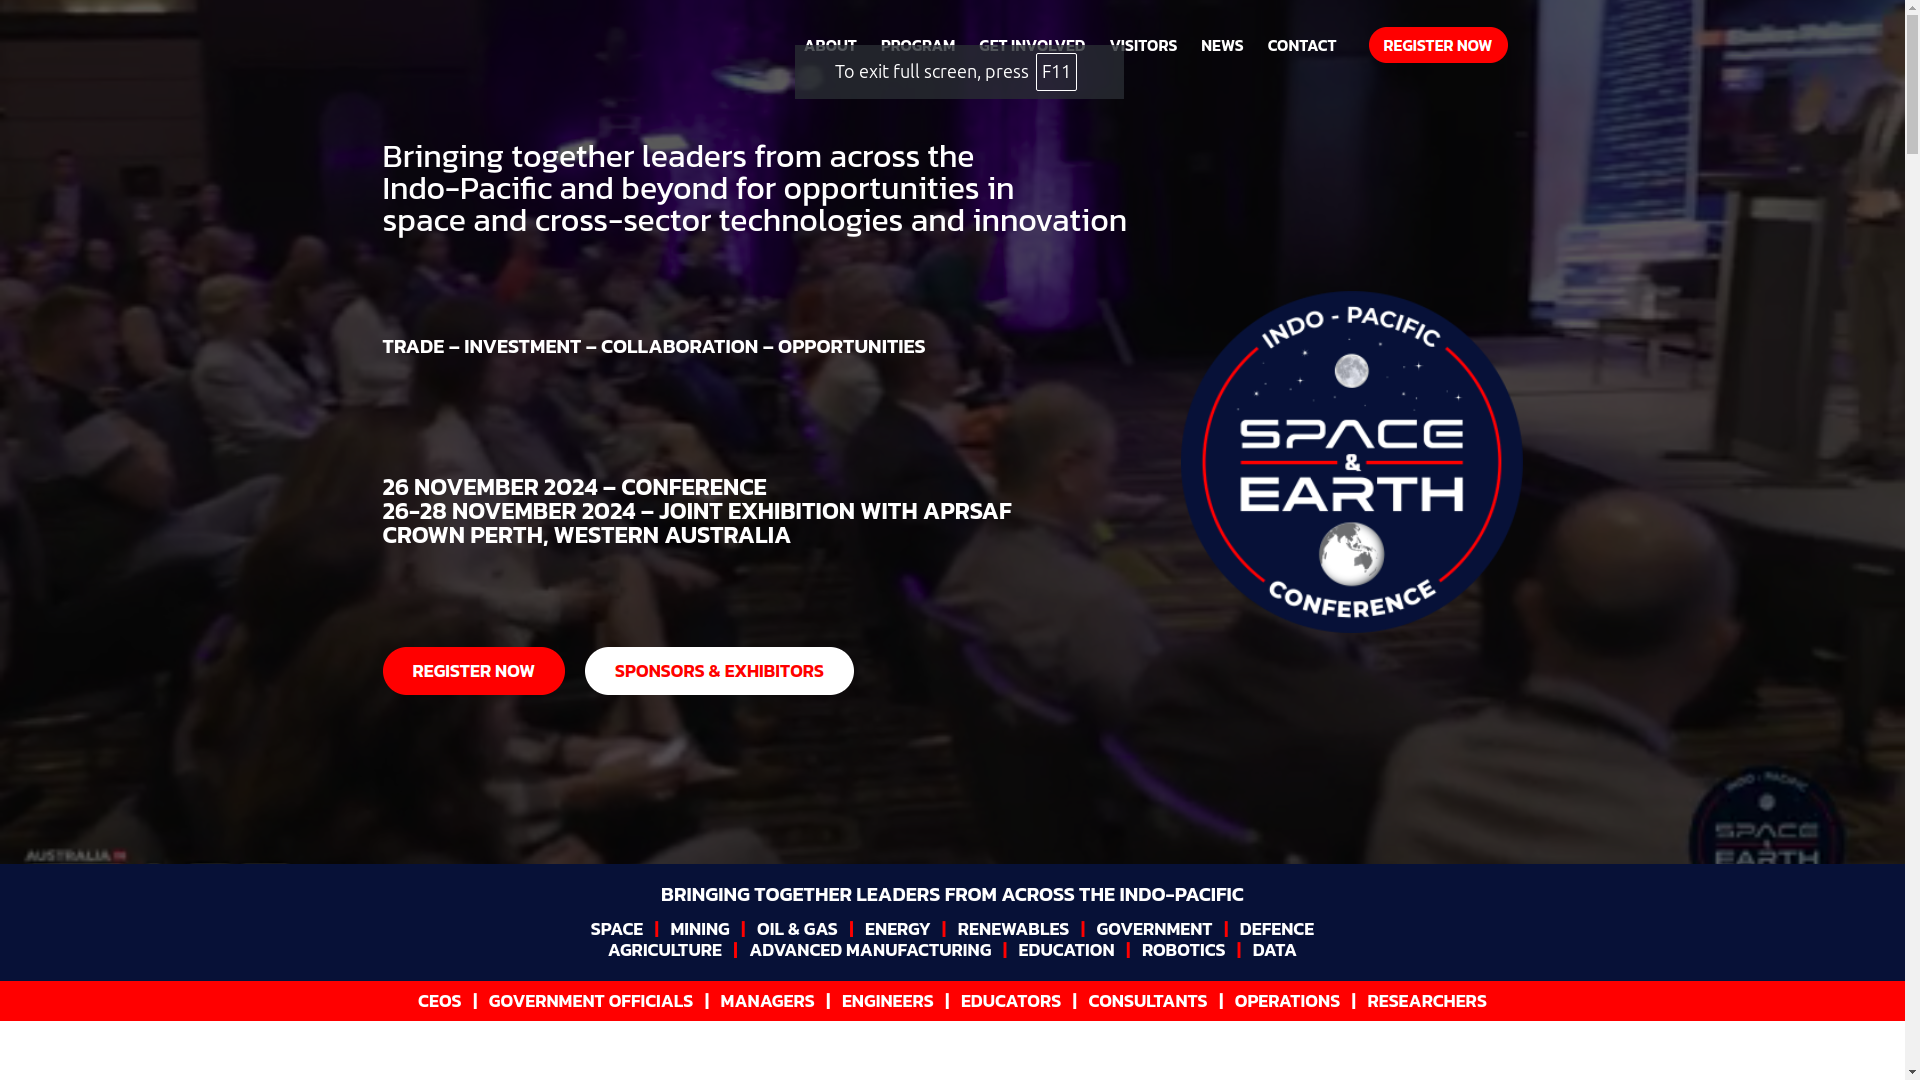 ABOUT PROGRAM GET INVOLVED VISITORS NEWS CONTACT REGISTER NOW
To exit full screen, press F11
Bringing together leaders from across the
Indo-Pacific and beyond for opportunities in
space and cross-sector technologies and innovation
TRADE – INVESTMENT – COLLABORATION – OPPORTUNITIES
INDO - PACIFIC
SPACE
&
EARTH
CONFERENCE
26 NOVEMBER 2024 – CONFERENCE
26-28 NOVEMBER 2024 – JOINT EXHIBITION WITH APRSAF
CROWN PERTH, WESTERN AUSTRALIA
REGISTER NOW SPONSORS & EXHIBITORS
INDO - PACIFIC
SPACE
&
EARTH
AUSTRALIA
BRINGING TOGETHER LEADERS FROM ACROSS THE INDO-PACIFIC
SPACE | MINING | OIL & GAS | ENERGY | RENEWABLES | GOVERNMENT | DEFENCE
AGRICULTURE | ADVANCED MANUFACTURING | EDUCATION | ROBOTICS | DATA
CEOS | GOVERNMENT OFFICIALS | MANAGERS | ENGINEERS | EDUCATORS | CONSULTANTS | OPERATIONS | RESEARCHERS